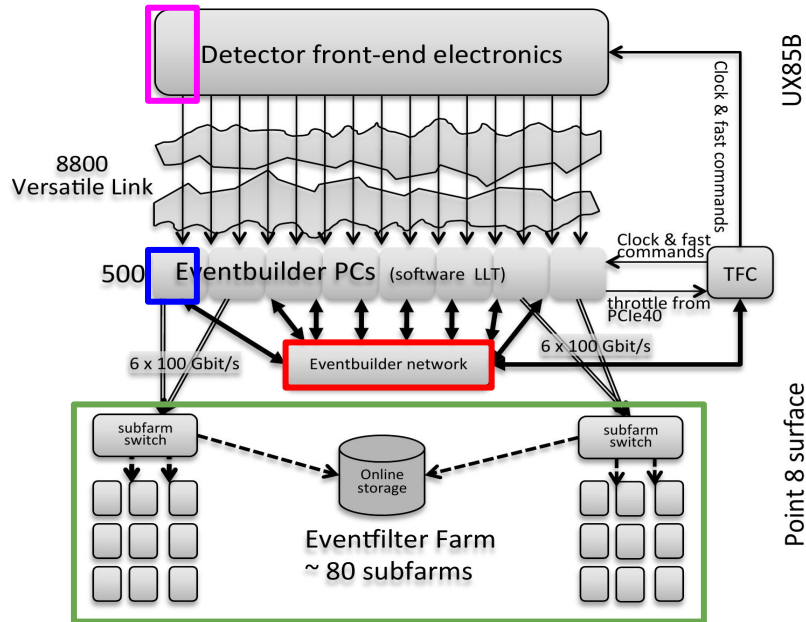 Detector front-end electronics
UX85B
Clock & fast commands
8800
Versatile Link
500
Eventbuilder PCs (software LLT)
Clock & fast
commands
TFC
throttle from
PCIe40
6 x 100 Gbit/s
Eventbuilder network
6 x 100 Gbit/s
subfarm
switch
Online
storage
subfarm
switch
Eventfilter Farm
~ 80 subfarms
Point 8 surface